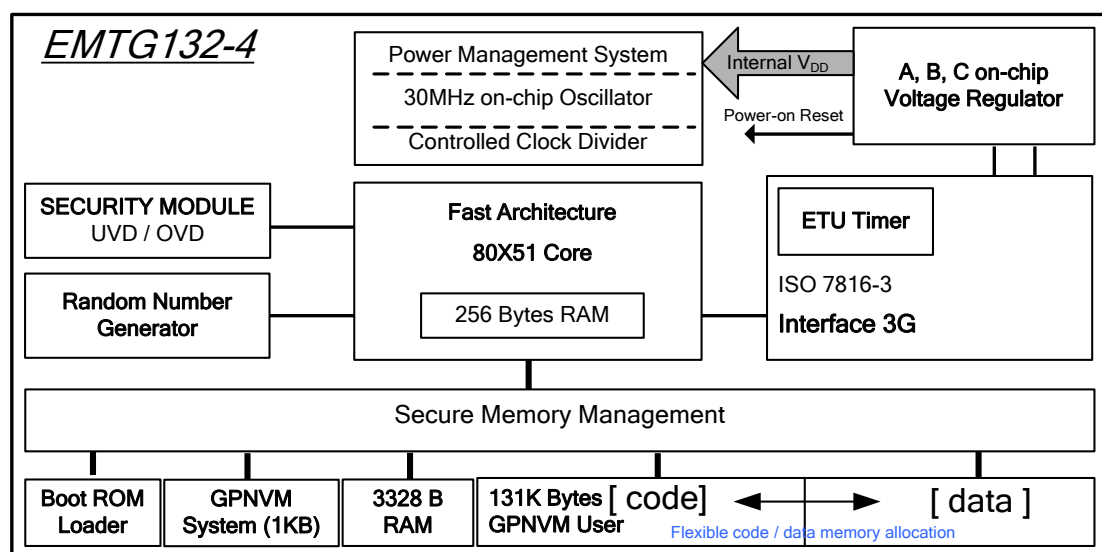 EMTG132-4
Power Management System
30MHz on-chip Oscillator
Controlled Clock Divider
Internal VDD
Power-on Reset
A, B, C on-chip
Voltage Regulator
SECURITY MODULE
UVD / OVD
Random Number
Generator
Fast Architecture
80X51 Core
256 Bytes RAM
ETU Timer
ISO 7816-3
Interface 3G
Secure Memory Management
Boot ROM
Loader
GPNVM
System (1KB)
3328 B
RAM
131K Bytes [ code]
GPNVM User
[ data ]
Flexible code / data memory allocation